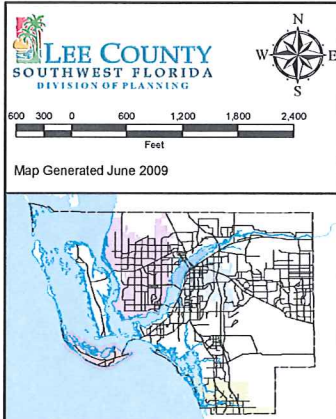 LEE COUNTY
SOUTHWEST FLORIDA
DIVISION OF PLANNING
N
W E
S
600 300 0 600 1,200 1,800 2,400
Feet
Map Generated June 2009